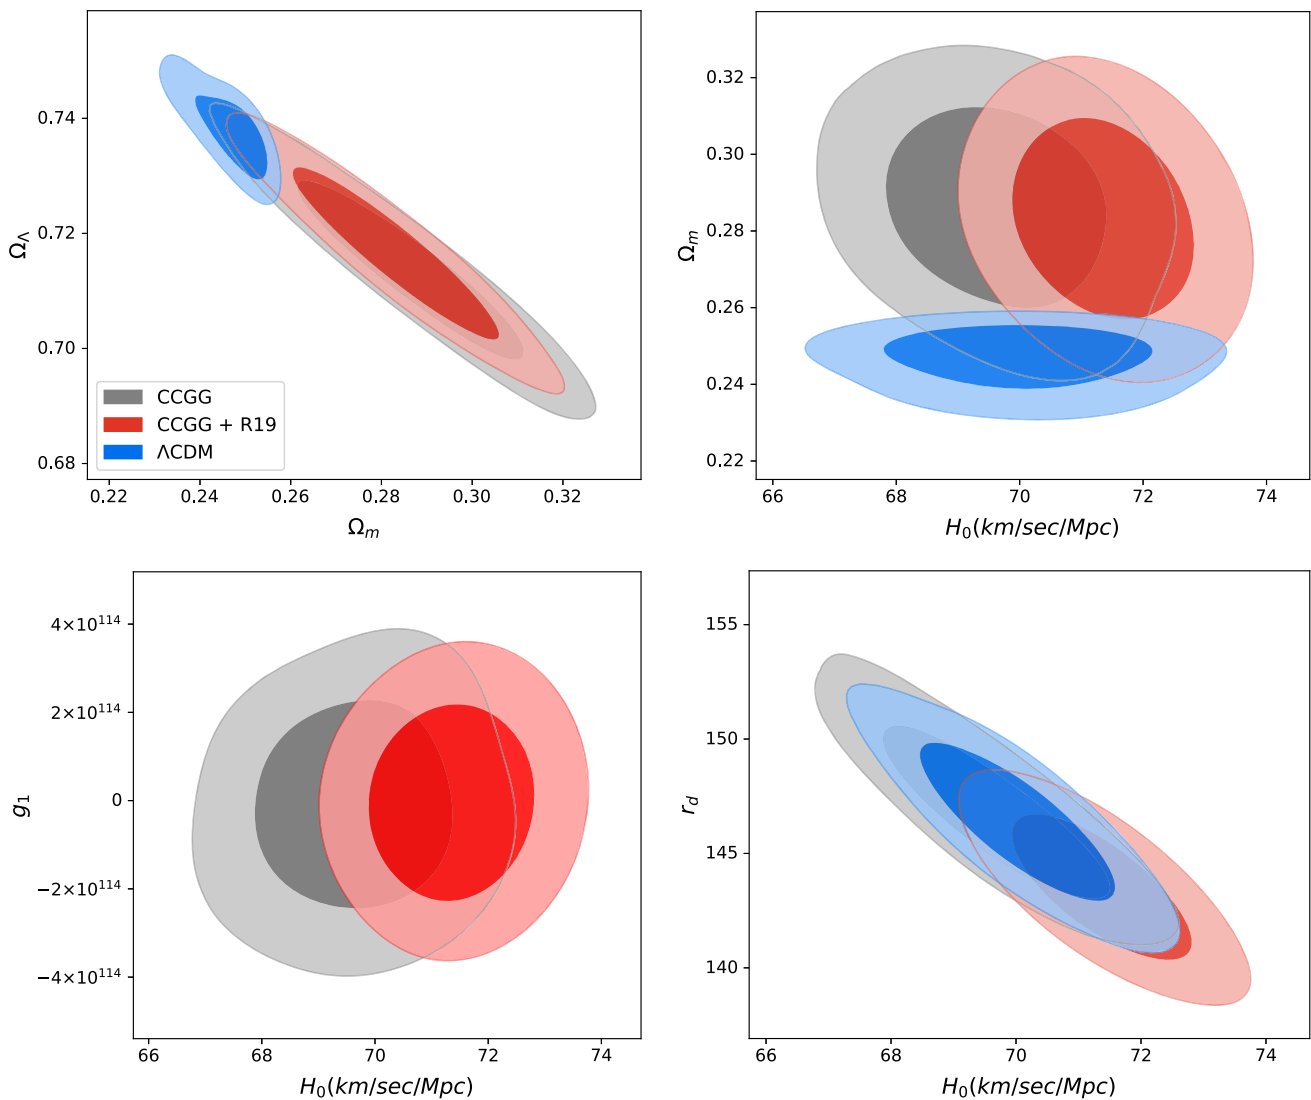 0.74
0.72
0.70
0.68
Ω_Λ
CCGG
CCGG + R19
ΛCDM
0.22 0.24 0.26 0.28 0.30 0.32
Ω_m
0.32
0.30
0.28
0.26
0.24
0.22
Ω_m
66 68 70 72 74
H_0(km/sec/Mpc)
4×10^114
2×10^114
0
−2×10^114
−4×10^114
g_1
66 68 70 72 74
H_0(km/sec/Mpc)
155
150
145
140
r_d
66 68 70 72 74
H_0(km/sec/Mpc)